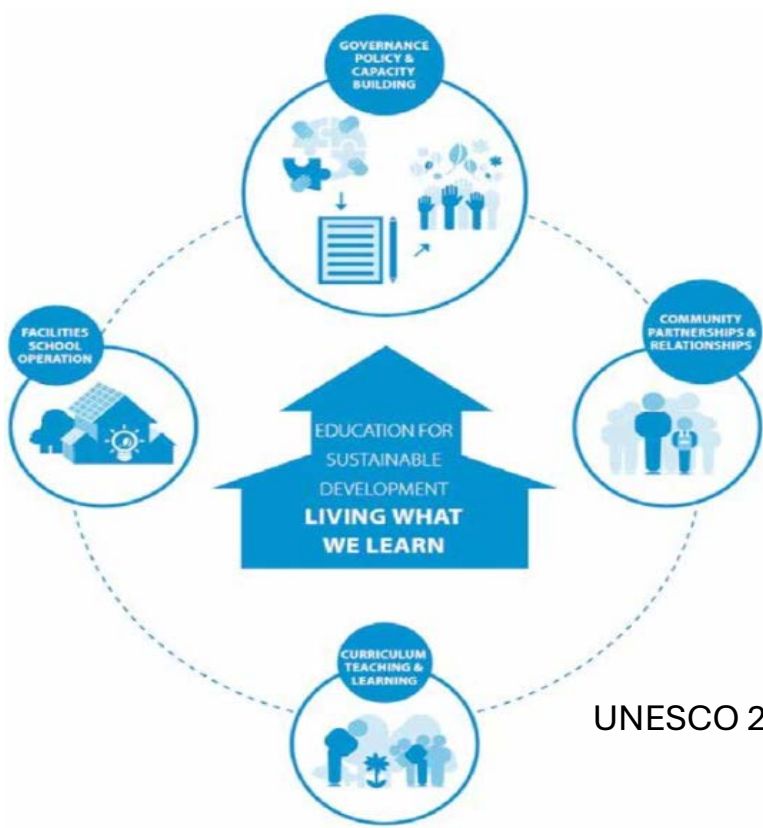 GOVERNANCE
POLICY &
CAPACITY
BUILDING
FACILITIES
SCHOOL
OPERATION
COMMUNITY
PARTNERSHIPS &
RELATIONSHIPS
EDUCATION FOR
SUSTAINABLE
DEVELOPMENT
LIVING WHAT
WE LEARN
CURRICULUM
TEACHING &
LEARNING
UNESCO 2